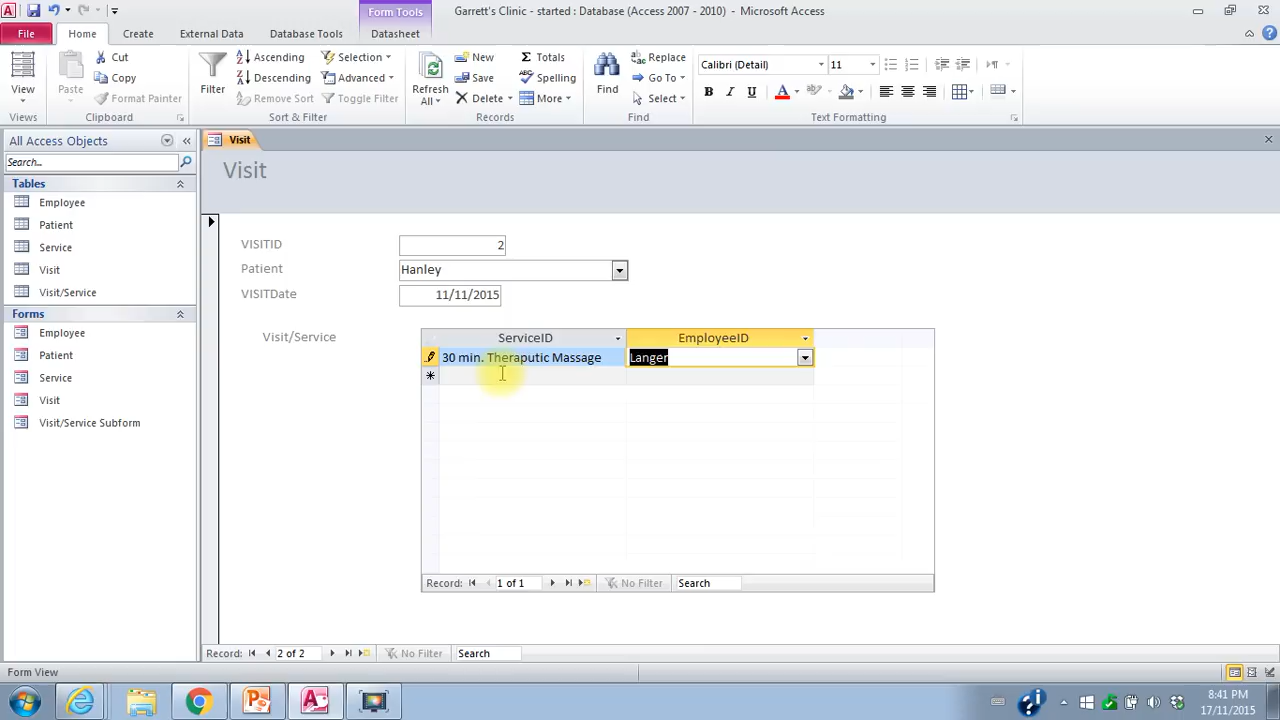 Garret's Clinic - started : Database (Access 2007 - 2010) - Microsoft Access
Form Tools
File
Home
Create
External Data
Database Tools
Datasheet
View
Views
Paste
Cut
Copy
Format Painter
Clipboard
Filter
Ascending
Descending
Remove Sort
Selection
Advanced
Toggle Filter
Sort & Filter
Refresh All
New
Save
Delete
Totals
Spelling
More
Records
Find
Replace
Go To
Select
Find
Calibri (Detail)
11
B I U
Text Formatting
All Access Objects
Search...
Tables
Employee
Patient
Service
Visit
Visit/Service
Forms
Employee
Patient
Service
Visit
Visit/Service Subform
Visit
Visit
VISITID 2
Patient Hanley
VISITDate 11/11/2015
Visit/Service
ServiceID EmployeeID
30 min. Theraputic Massage Langer
Record: 1 of 1 No Filter Search
Record: 2 of 2 No Filter Search
Form View
8:41 PM
17/11/2015